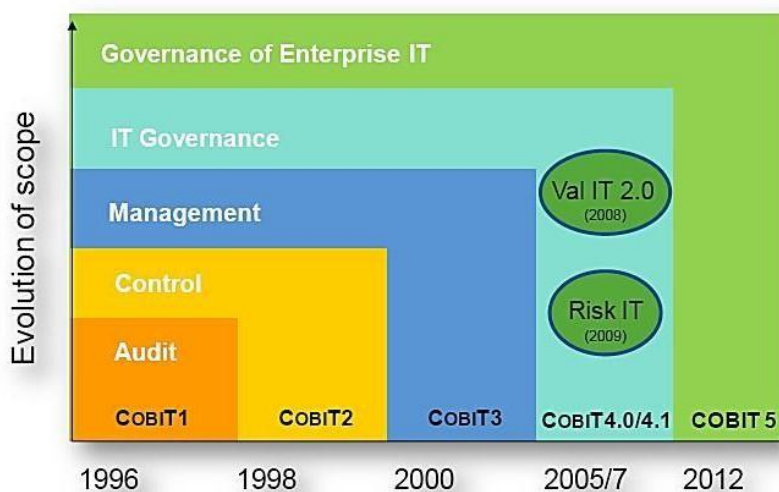 Governance of Enterprise IT
IT Governance
Management
Control
Audit
Evolution of scope
Val IT 2.0
(2008)
Risk IT
(2009)
COBIT1
COBIT2
COBIT3
COBIT4.0/4.1
COBIT 5
1996
1998
2000
2005/7
2012